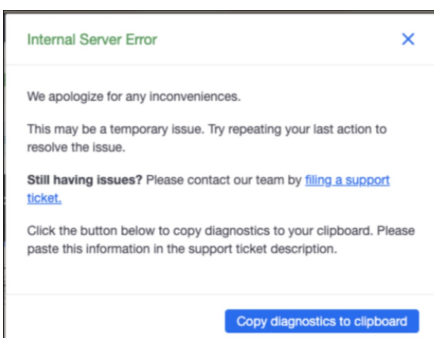 Internal Server Error
We apologize for any inconveniences.
This may be a temporary issue. Try repeating your last action to
resolve the issue.
Still having issues? Please contact our team by filing a support
ticket.
Click the button below to copy diagnostics to your clipboard. Please
paste this information in the support ticket description.
Copy diagnostics to clipboard